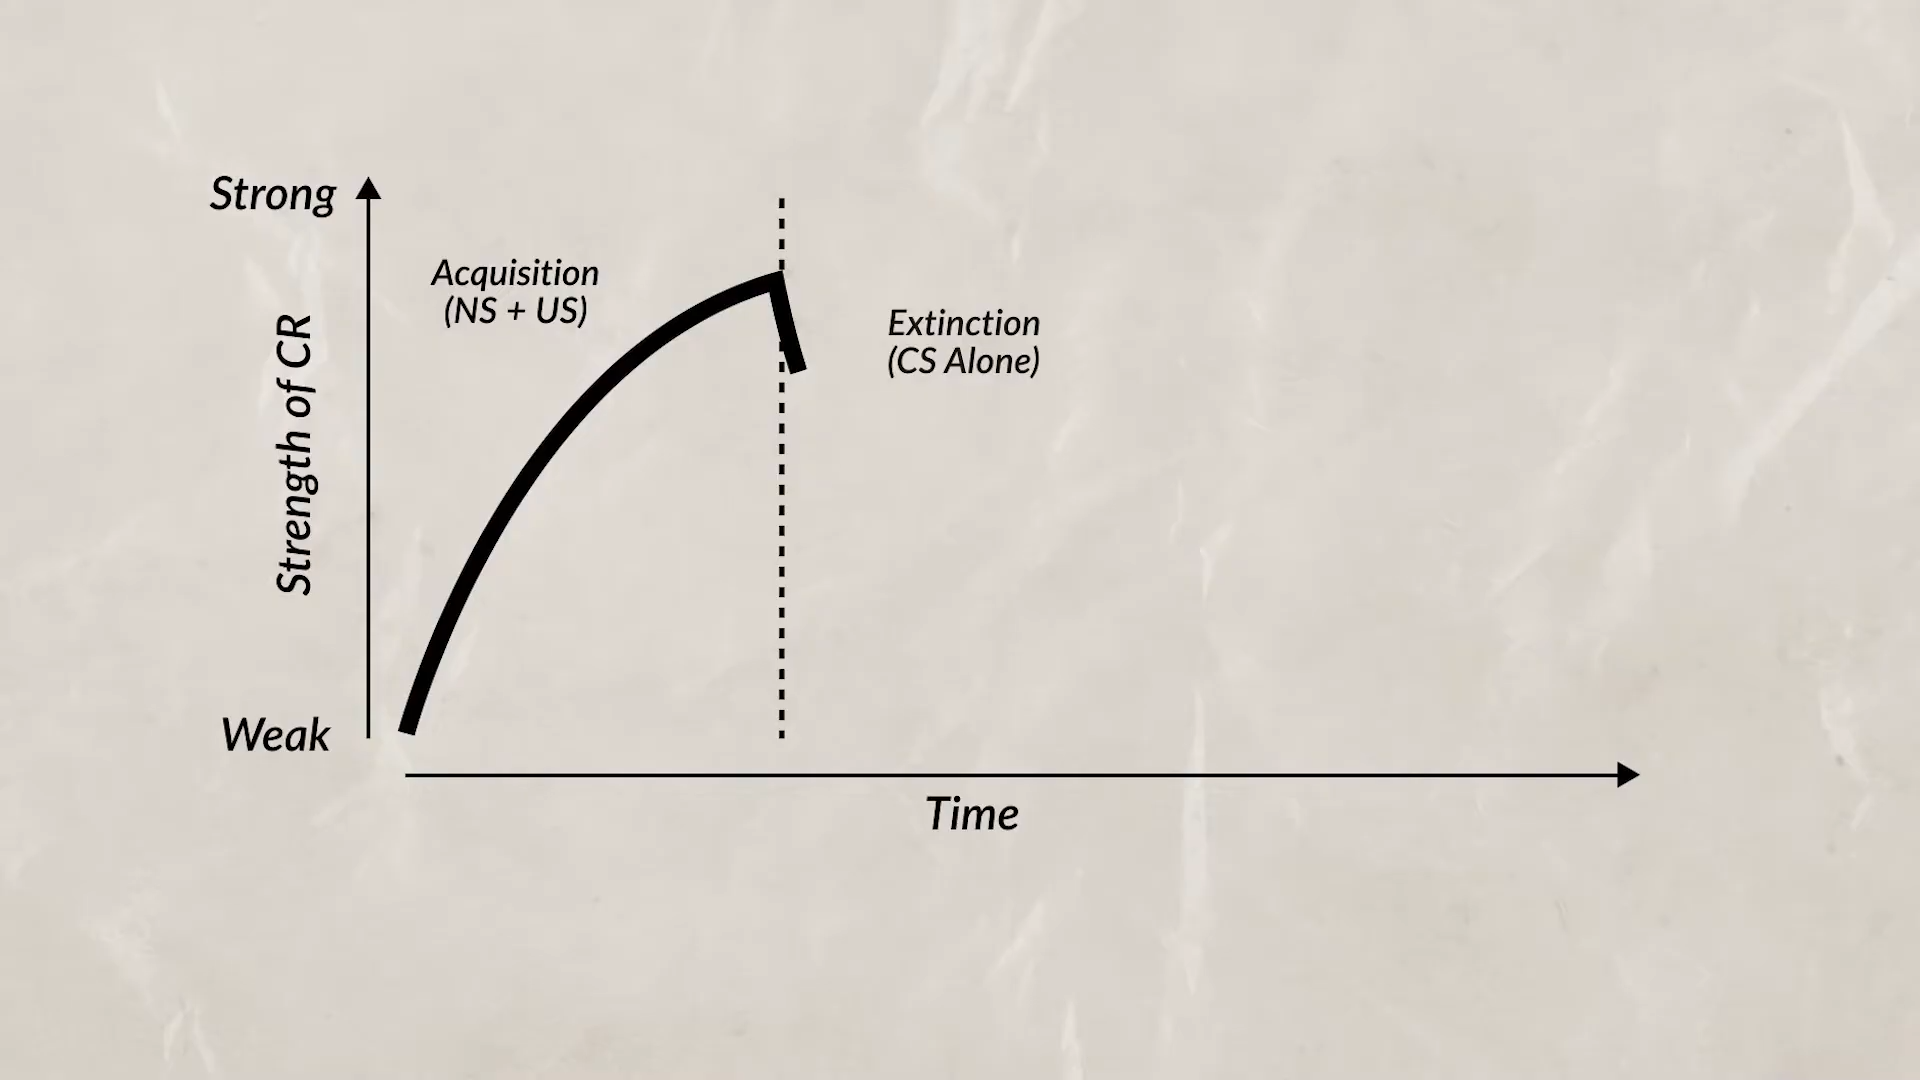 Strong
Acquisition
(NS + US)
Extinction
(CS Alone)
Strength of CR
Weak
Time